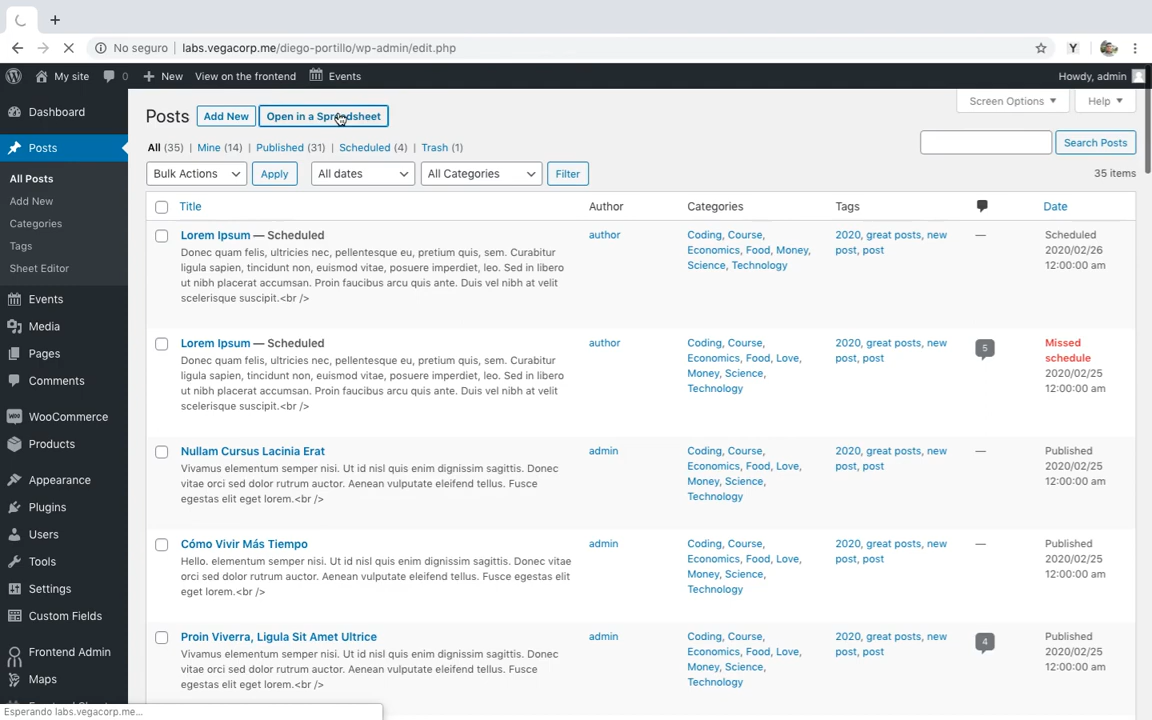 No seguro labs.vegacorp.me/diego-portillo/wp-admin/edit.php Y
My site 0 New View on the frontend Events Howdy, admin
Dashboard
Posts
All Posts
Add New
Categories
Tags
Sheet Editor
Events
Media
Pages
Comments
WooCommerce
Products
Appearance
Plugins
Users
Tools
Settings
Custom Fields
Frontend Admin
Maps
Posts Add New Open in a Spreadsheet Screen Options Help
All (35) | Mine (14) | Published (31) | Scheduled (4) | Trash (1) Search Posts
Bulk Actions Apply All dates All Categories Filter 35 items
Title Author Categories Tags Date
Lorem Ipsum — Scheduled
Donec quam felis, ultricies nec, pellentesque eu, pretium quis, sem. Curabitur
ligula sapien, tincidunt non, euismod vitae, posuere imperdiet, leo. Sed in libero
ut nibh placerat accumsan. Proin faucibus arcu quis ante. Duis vel nibh at velit
scelerisque suscipit.<br />
author
Coding, Course,
Economics, Food, Money,
Science, Technology
2020, great posts, new
post, post
—
Scheduled
2020/02/26
12:00:00 am
Lorem Ipsum — Scheduled
Donec quam felis, ultricies nec, pellentesque eu, pretium quis, sem. Curabitur
ligula sapien, tincidunt non, euismod vitae, posuere imperdiet, leo. Sed in libero
ut nibh placerat accumsan. Proin faucibus arcu quis ante. Duis vel nibh at velit
scelerisque suscipit.<br />
author
Coding, Course,
Economics, Food, Love,
Money, Science,
Technology
2020, great posts, new
post, post
5
Missed
schedule
2020/02/25
12:00:00 am
Nullam Cursus Lacinia Erat
Vivamus elementum semper nisi. Ut id nisl quis enim dignissim sagittis. Donec
vitae orci sed dolor rutrum auctor. Aenean vulputate eleifend tellus. Fusce
egestas elit eget lorem.<br />
admin
Coding, Course,
Economics, Food, Love,
Money, Science,
Technology
2020, great posts, new
post, post
—
Published
2020/02/25
12:00:00 am
Cómo Vivir Más Tiempo
Hello. elementum semper nisi. Ut id nisl quis enim dignissim sagittis. Donec vitae
orci sed dolor rutrum auctor. Aenean vulputate eleifend tellus. Fusce egestas elit
eget lorem.<br />
admin
Coding, Course,
Economics, Food, Love,
Money, Science,
Technology
2020, great posts, new
post, post
—
Published
2020/02/25
12:00:00 am
Proin Viverra, Ligula Sit Amet Ultrice
Vivamus elementum semper nisi. Ut id nisl quis enim dignissim sagittis. Donec
vitae orci sed dolor rutrum auctor. Aenean vulputate eleifend tellus. Fusce
egestas elit eget lorem.<br />
admin
Coding, Course,
Economics, Food, Love,
Money, Science,
Technology
2020, great posts, new
post, post
4
Published
2020/02/25
12:00:00 am
Esperando labs.vegacorp.me...